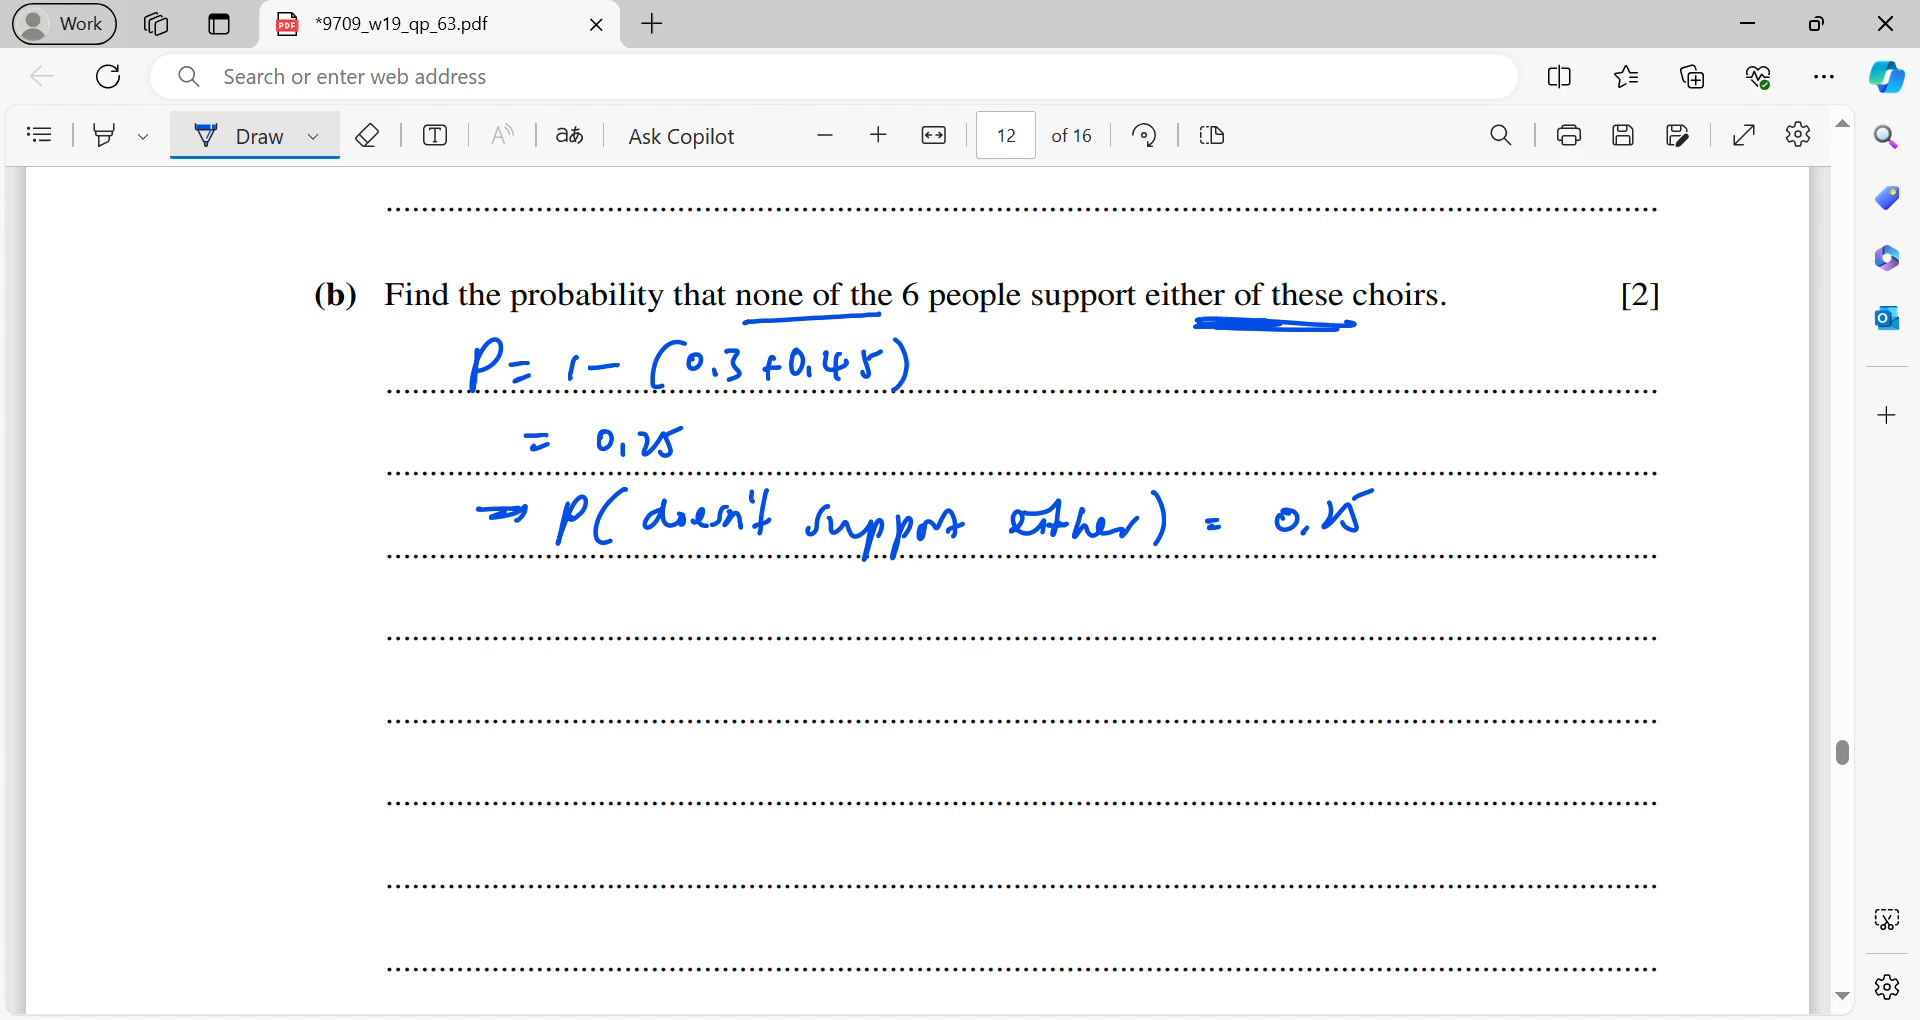 Work
*9709_w19_qp_63.pdf
Search or enter web address
Draw
Ask Copilot
12 of 16
(b) Find the probability that none of the 6 people support either of these choirs. [2]
P = 1 - (0.3 + 0.45)
= 0.25
⇒ P( doesn't support either) = 0.25